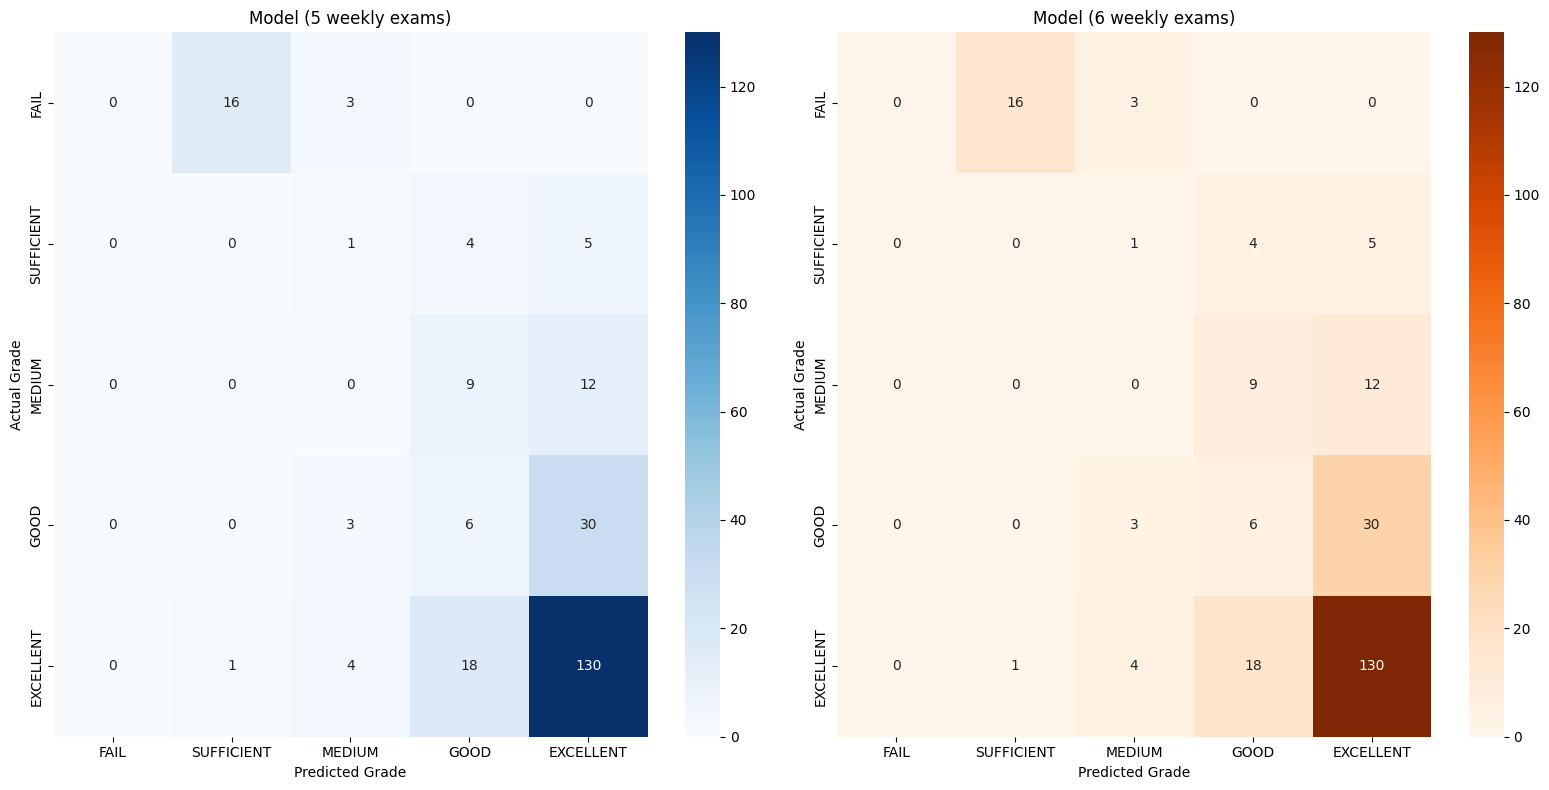 Model (5 weekly exams)
FAIL 0 16 3 0 0
SUFFICIENT 0 0 1 4 5
MEDIUM 0 0 0 9 12
GOOD 0 0 3 6 30
EXCELLENT 0 1 4 18 130
Actual Grade
FAIL SUFFICIENT MEDIUM GOOD EXCELLENT
Predicted Grade
120
100
80
60
40
20
0
Model (6 weekly exams)
FAIL 0 16 3 0 0
SUFFICIENT 0 0 1 4 5
MEDIUM 0 0 0 9 12
GOOD 0 0 3 6 30
EXCELLENT 0 1 4 18 130
Actual Grade
FAIL SUFFICIENT MEDIUM GOOD EXCELLENT
Predicted Grade
120
100
80
60
40
20
0